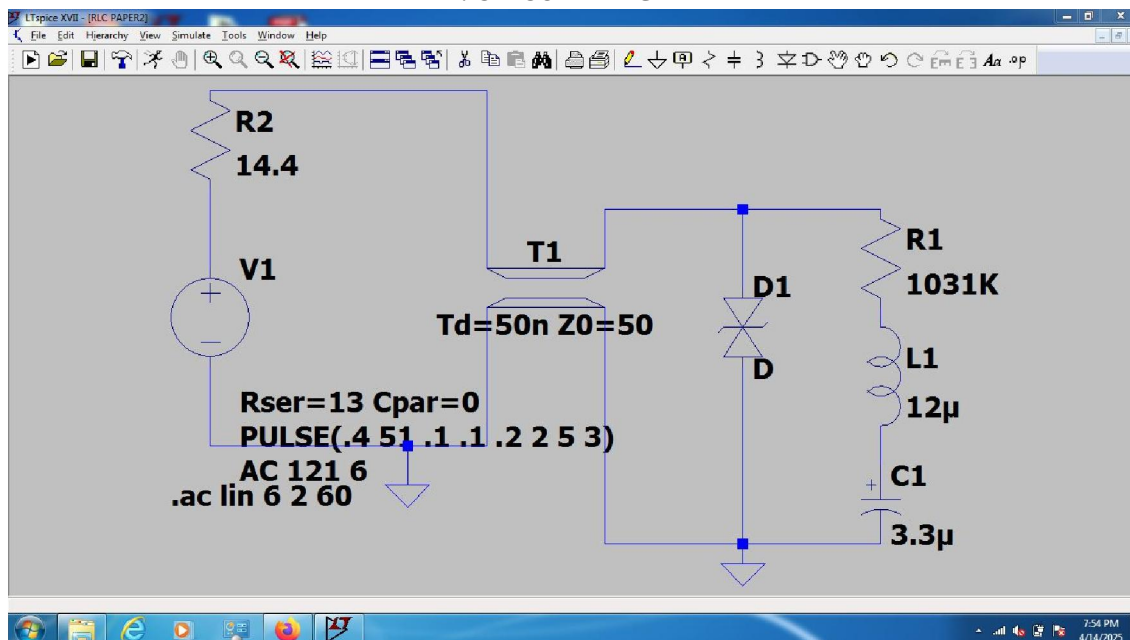 LTspice XVII - [RLC PAPER2]
File Edit Hierarchy View Simulate Tools Window Help
Aa .op
R2
14.4
V1
T1
Td=50n Z0=50
Rser=13 Cpar=0
PULSE(.4 51 .1 .1 .2 2 5 3)
AC 121 6
.ac lin 6 2 60
D1
D
R1
1031K
L1
12µ
C1
3.3µ
7:54 PM
4/14/2025